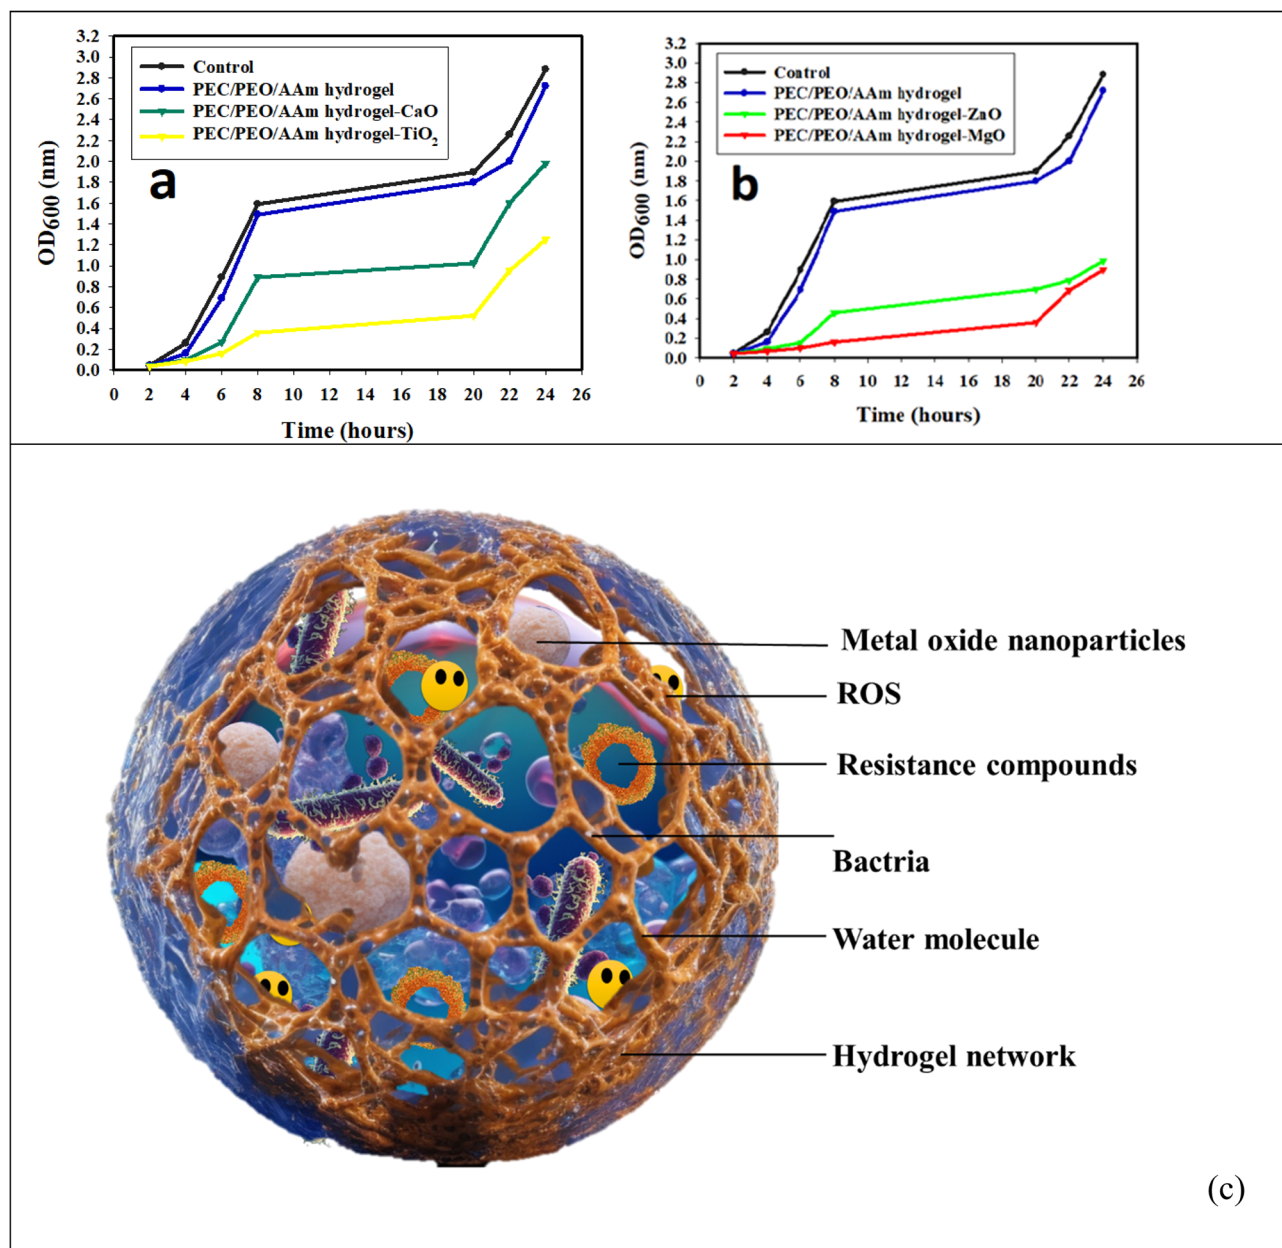 3.2
3.0
2.8
2.6
2.4
2.2
2.0
1.8
1.6
1.4
1.2
1.0
0.8
0.6
0.4
0.2
0.0
OD600 (nm)
Control
PEC/PEO/AAm hydrogel
PEC/PEO/AAm hydrogel-CaO
PEC/PEO/AAm hydrogel-TiO2
a
0 2 4 6 8 10 12 14 16 18 20 22 24 26
Time (hours)
3.2
3.0
2.8
2.6
2.4
2.2
2.0
1.8
1.6
1.4
1.2
1.0
0.8
0.6
0.4
0.2
0.0
OD600 (nm)
Control
PEC/PEO/AAm hydrogel
PEC/PEO/AAm hydrogel-ZnO
PEC/PEO/AAm hydrogel-MgO
b
0 2 4 6 8 10 12 14 16 18 20 22 24 26
Time (hours)
Metal oxide nanoparticles
ROS
Resistance compounds
Bactria
Water molecule
Hydrogel network
(c)